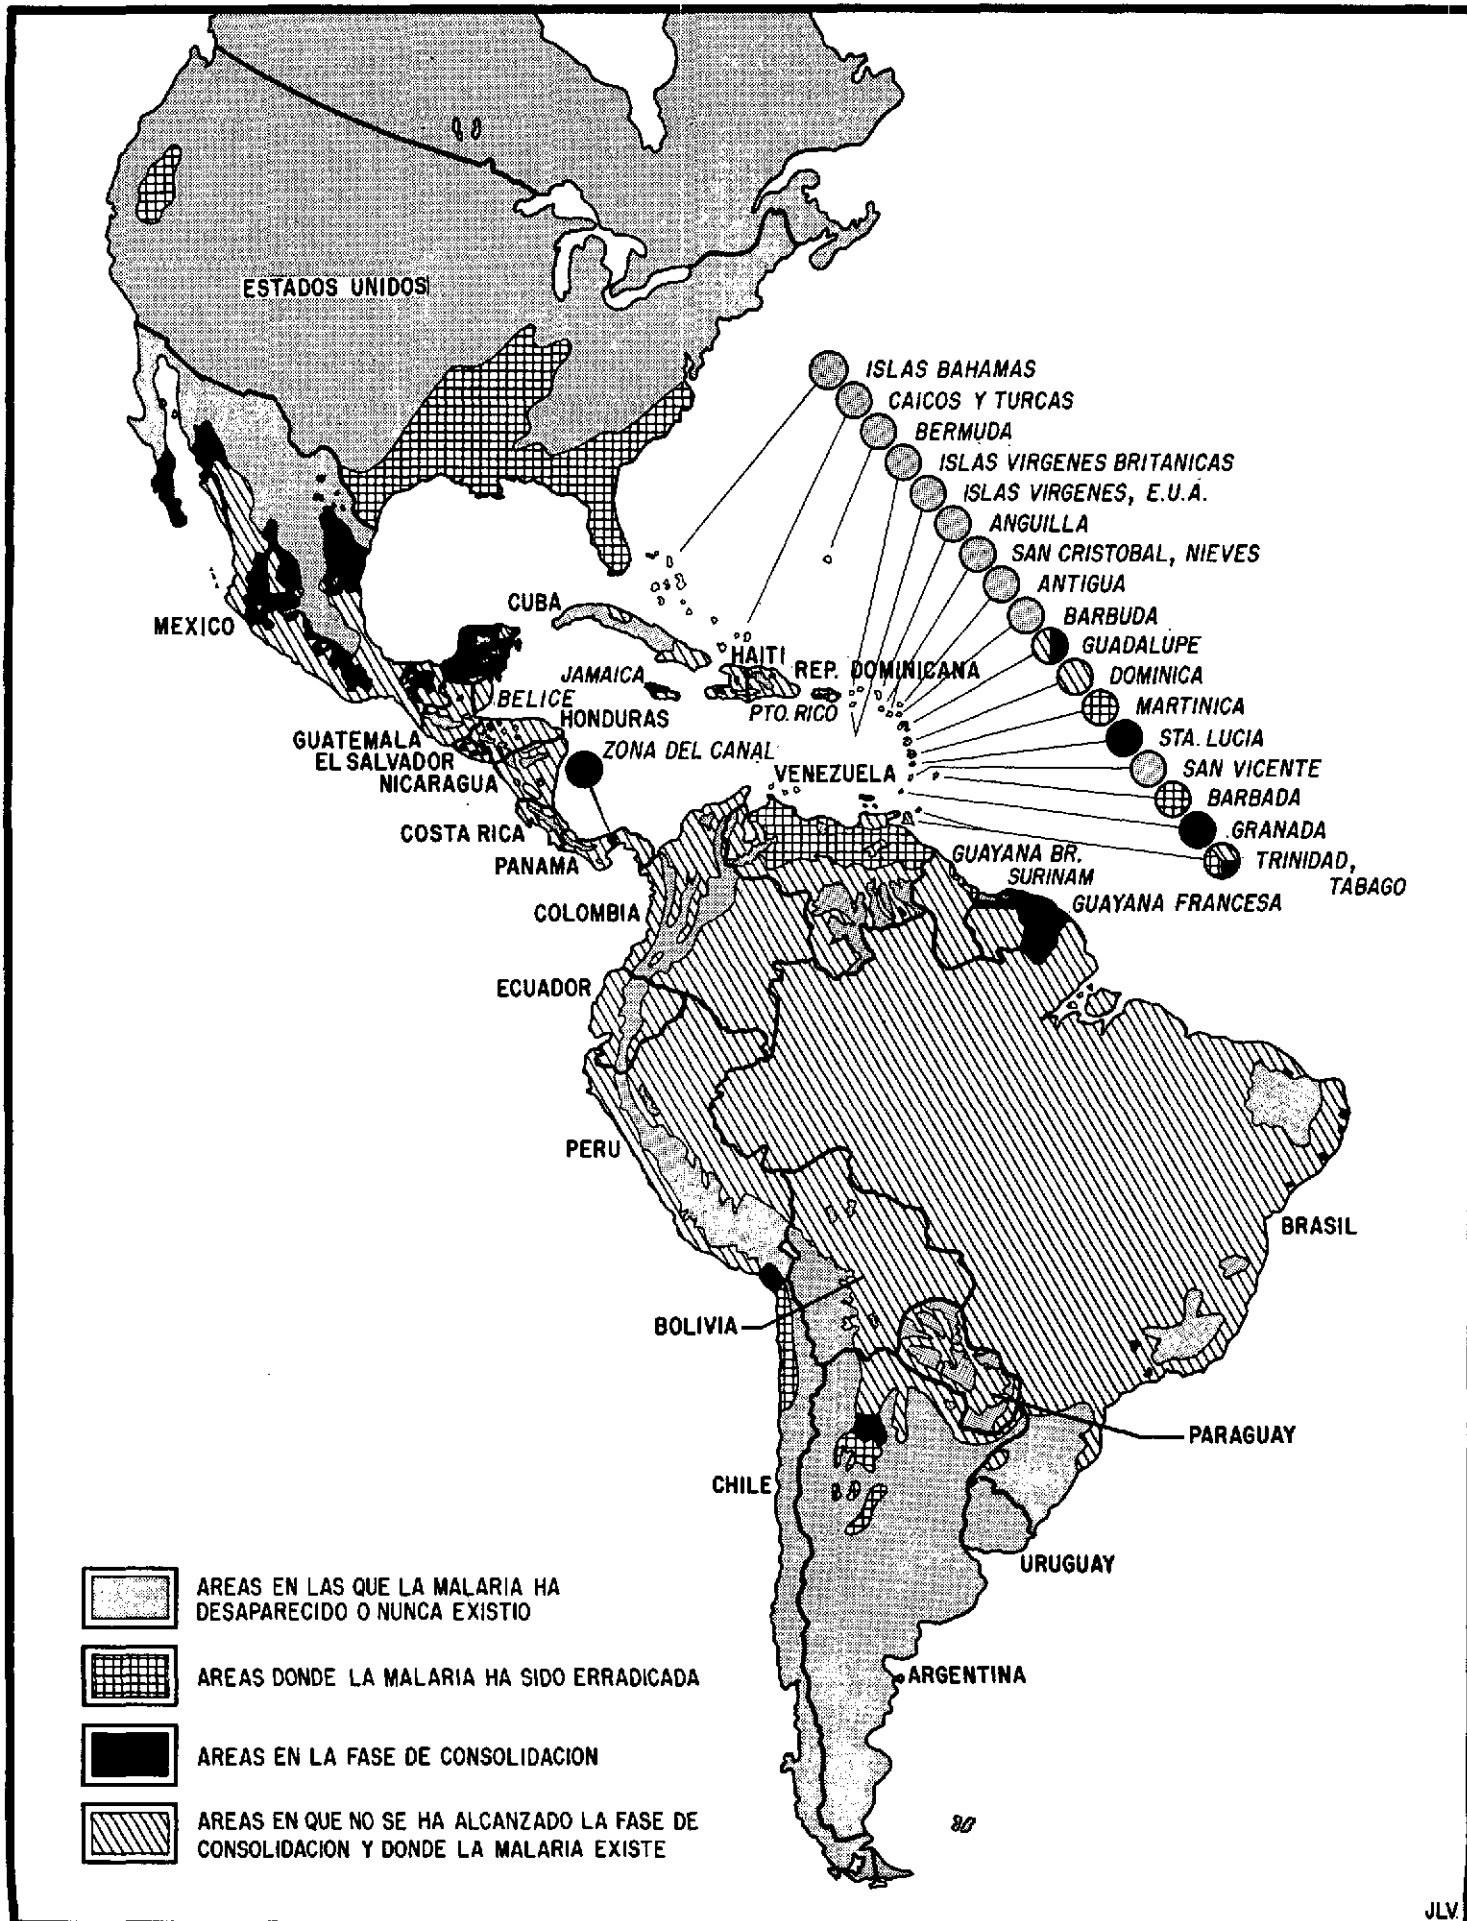 ESTADOS UNIDOS
ISLAS BAHAMAS
CAICOS Y TURCAS
BERMUDA
ISLAS VIRGENES BRITANICAS
ISLAS VIRGENES, E.U.A.
ANGUILLA
SAN CRISTOBAL, NIEVES
ANTIGUA
BARBUDA
GUADALUPE
DOMINICA
MARTINICA
STA. LUCIA
SAN VICENTE
BARBADA
GRANADA
TRINIDAD,
TABAGO
MEXICO
CUBA
HAITI
REP. DOMINICANA
JAMAICA
PTO. RICO
BELICE
HONDURAS
GUATEMALA
EL SALVADOR
NICARAGUA
ZONA DEL CANAL
VENEZUELA
COSTA RICA
PANAMA
GUAYANA BR.
SURINAM
GUAYANA FRANCESA
COLOMBIA
ECUADOR
PERU
BRASIL
BOLIVIA
PARAGUAY
CHILE
URUGUAY
ARGENTINA
AREAS EN LAS QUE LA MALARIA HA
DESAPARECIDO O NUNCA EXISTIO
AREAS DONDE LA MALARIA HA SIDO ERRADICADA
AREAS EN LA FASE DE CONSOLIDACION
AREAS EN QUE NO SE HA ALCANZADO LA FASE DE
CONSOLIDACION Y DONDE LA MALARIA EXISTE
JLV.